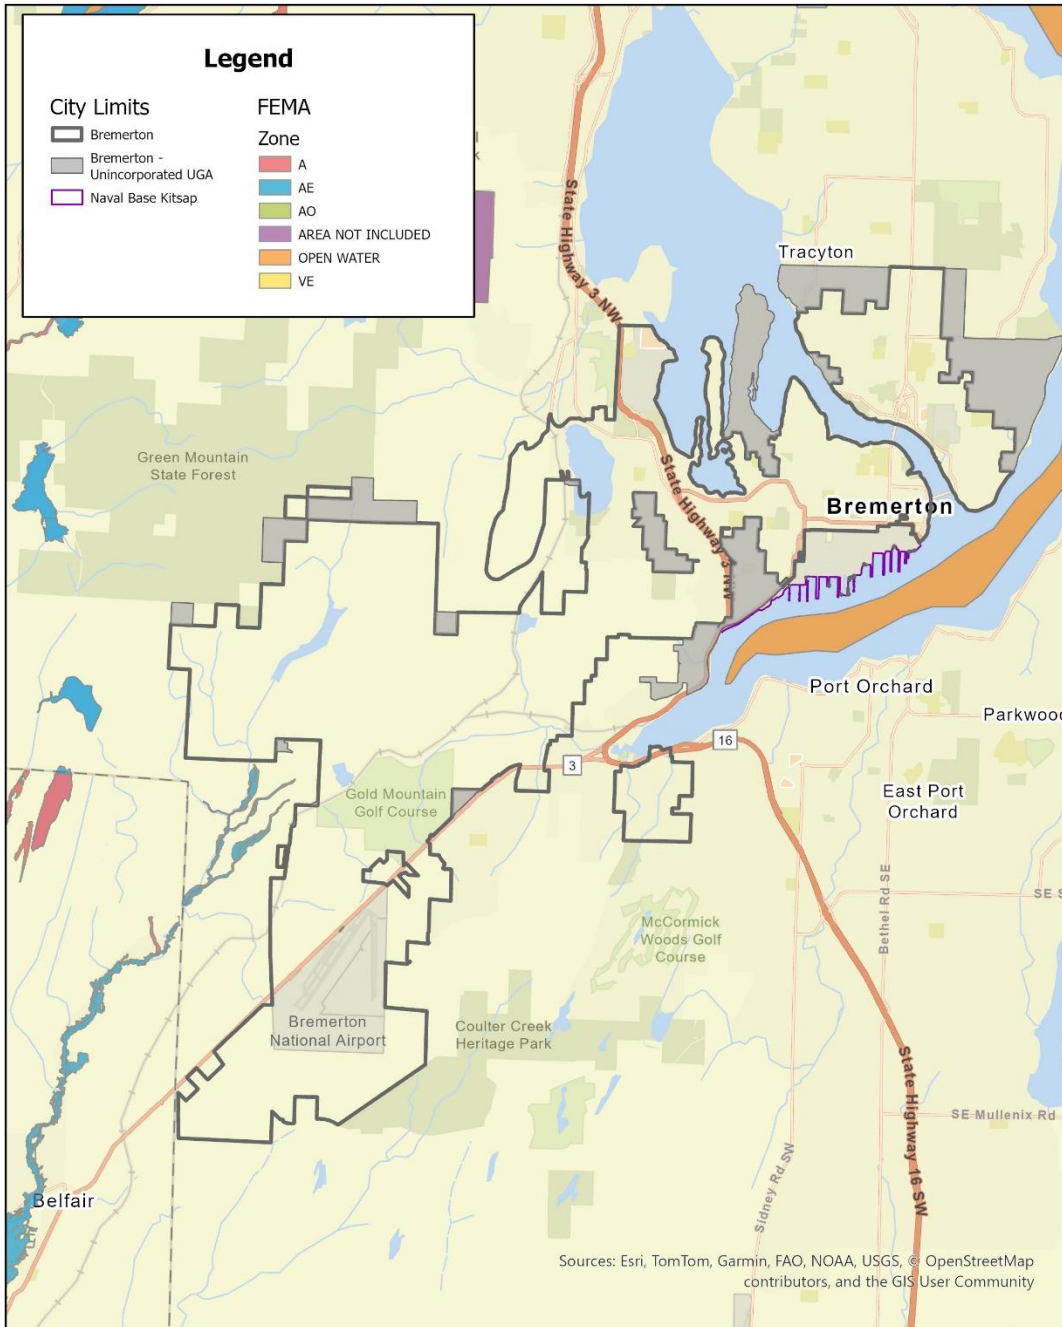 Legend
City Limits
Bremerton
Bremerton -
Unincorporated UGA
Naval Base Kitsap
FEMA
Zone
A
AE
AO
AREA NOT INCLUDED
OPEN WATER
VE
State Highway 3 NW
Tracyton
Green Mountain
State Forest
State Highway 3 NW
Bremerton
Port Orchard
Parkwood
16
3
Gold Mountain
Golf Course
East Port
Orchard
Bethel Rd SE
SE S
McCormick
Woods Golf
Course
Bremerton
National Airport
Coulter Creek
Heritage Park
State Highway 16 SW
SE Mullenix Rd
Sidney Rd SW
Belfair
Sources: Esri, TomTom, Garmin, FAO, NOAA, USGS, © OpenStreetMap
contributors, and the GIS User Community